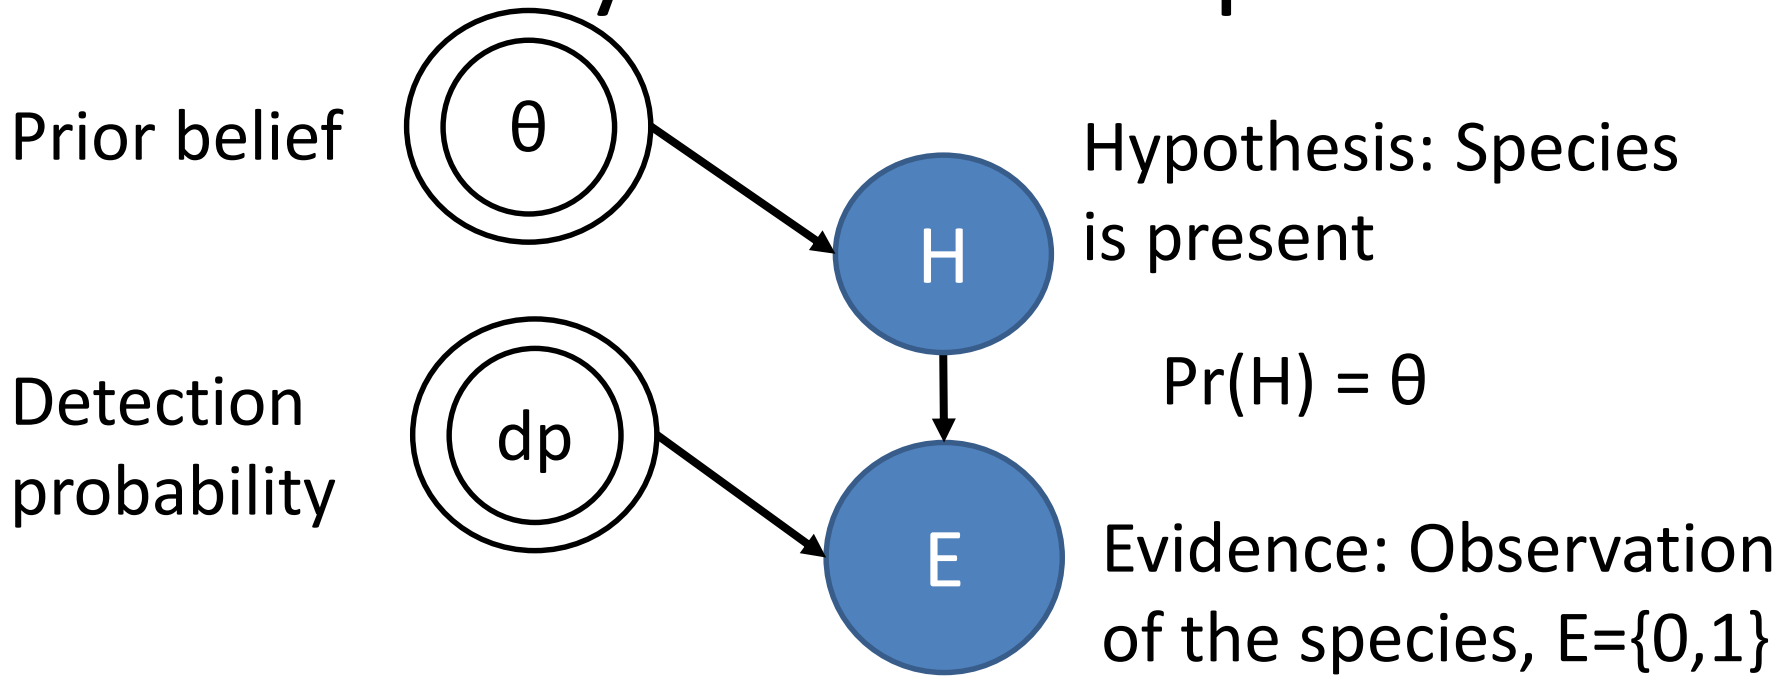 Prior belief
θ
Hypothesis: Species
is present
H
Pr(H) = θ
Detection
probability
dp
E
Evidence: Observation
of the species, E={0,1}